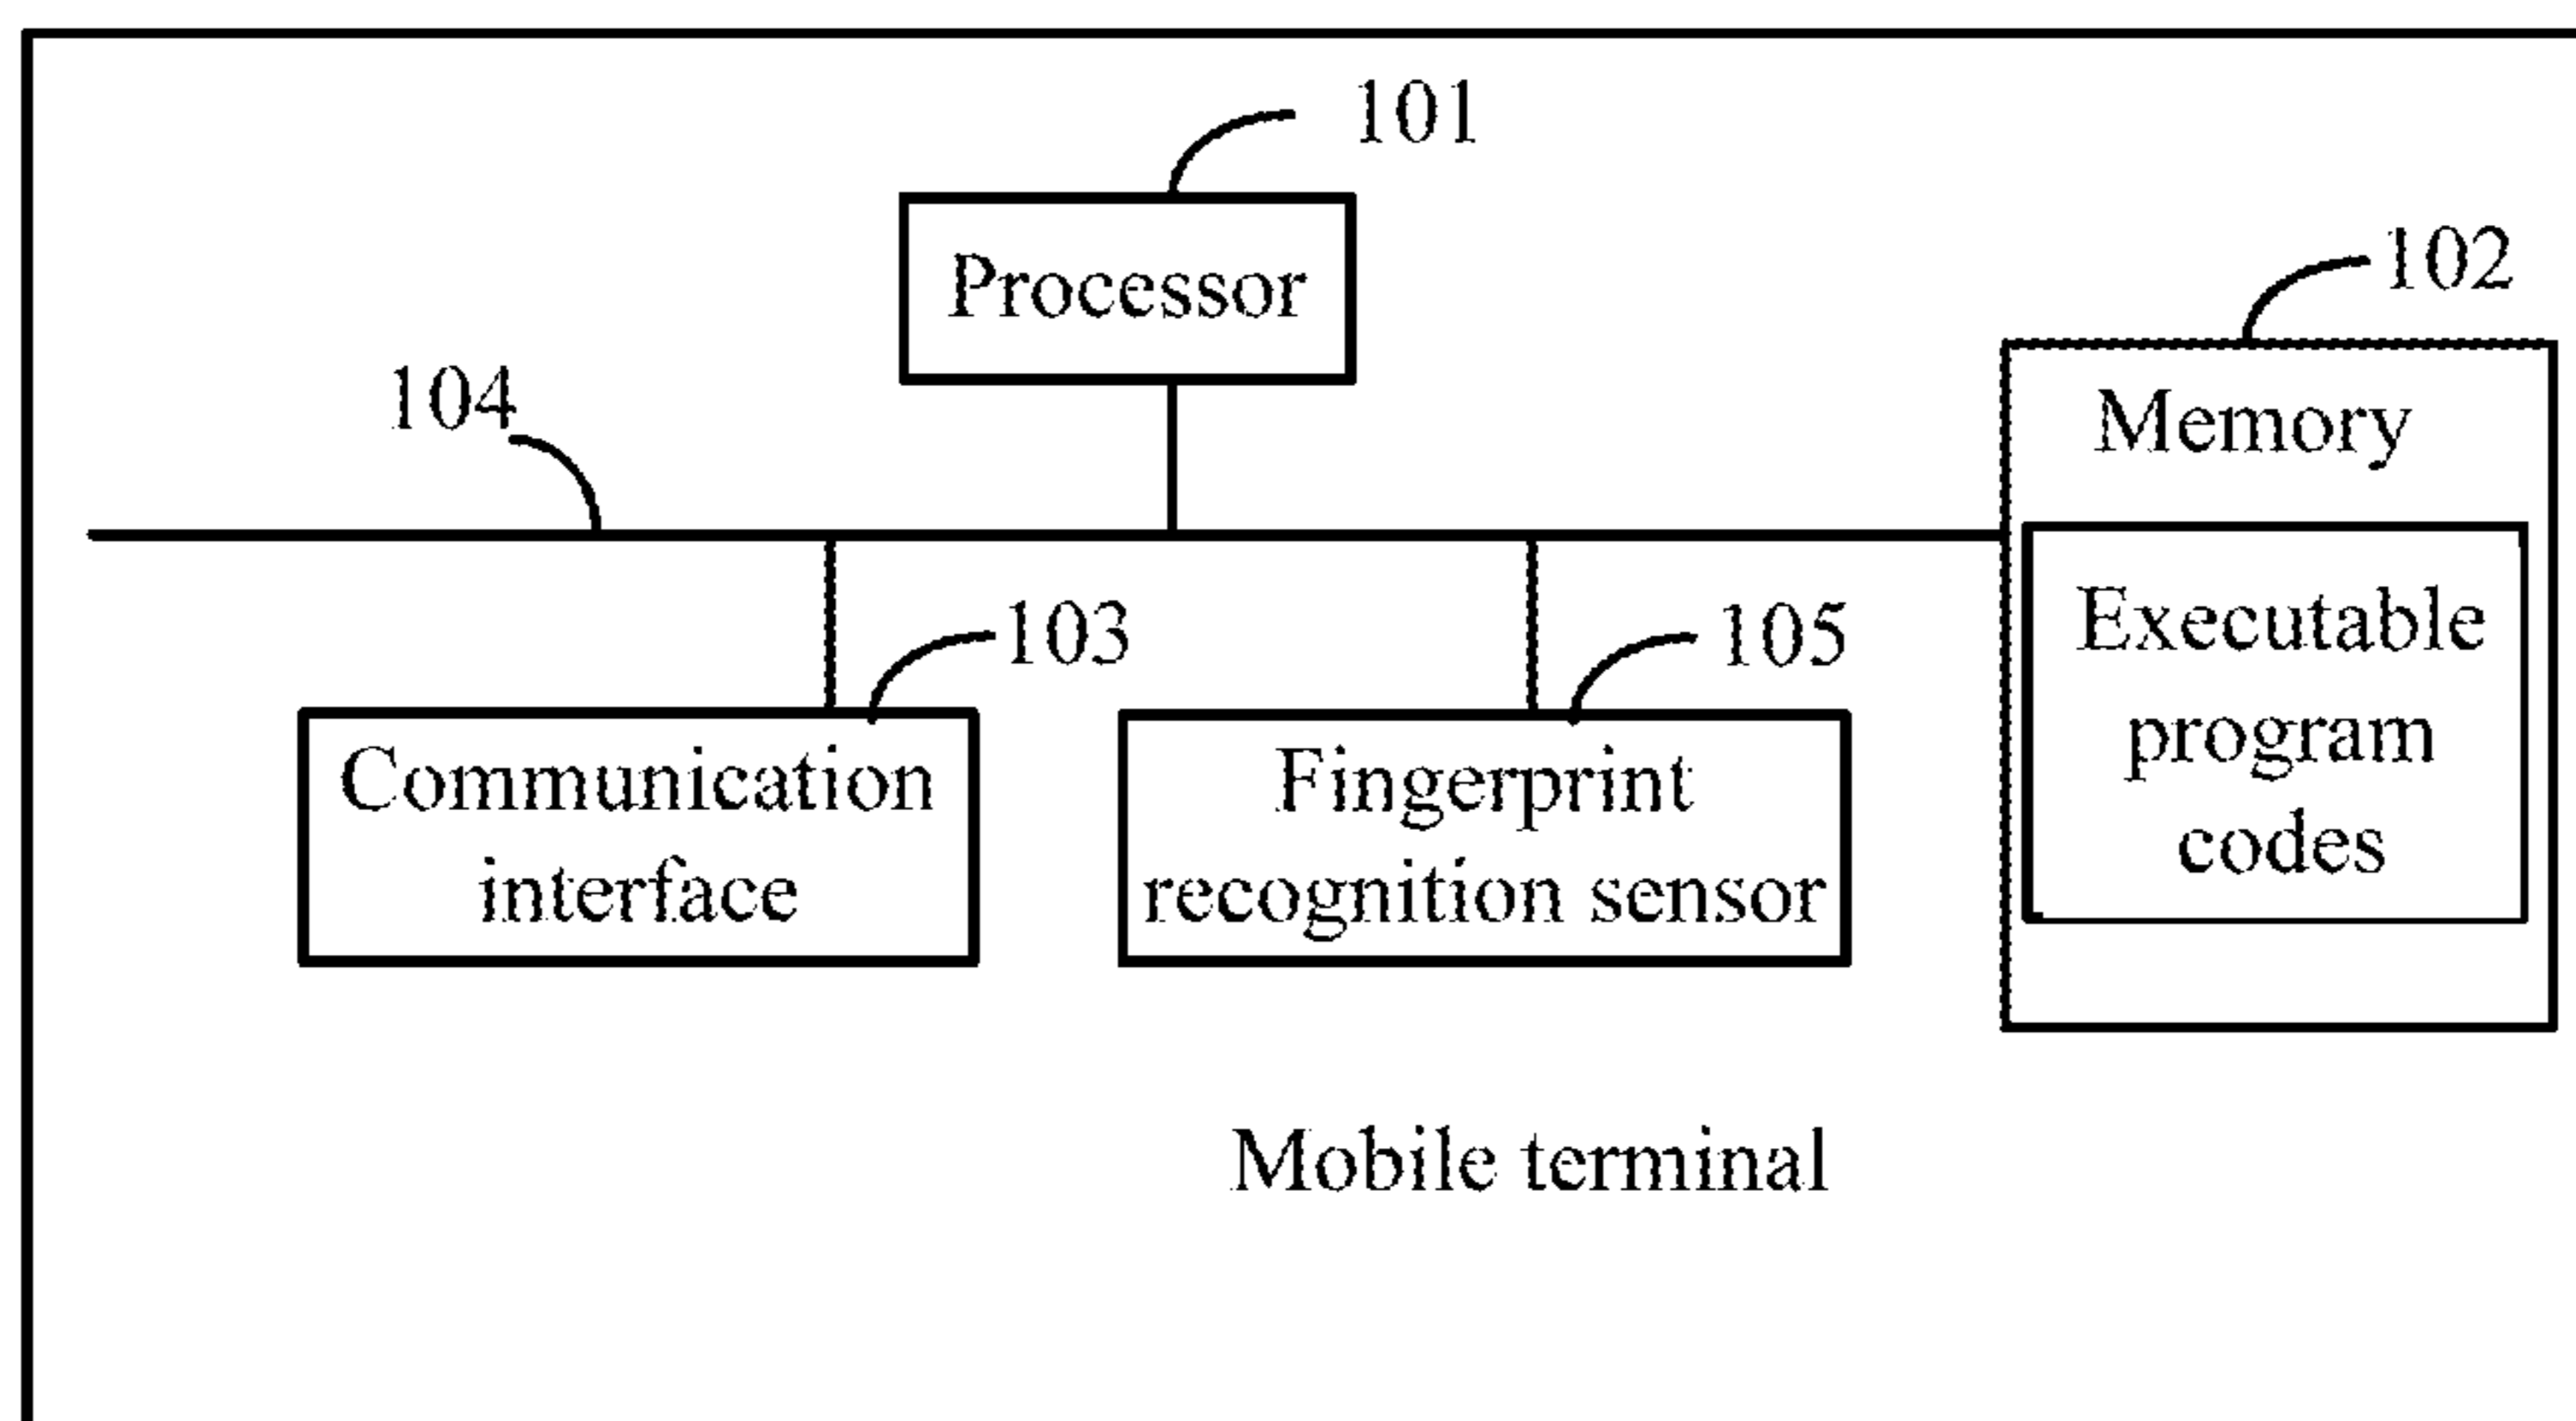 101
Processor
102
104
Memory
103
105
Executable
program
codes
Communication
interface
Fingerprint
recognition sensor
Mobile terminal